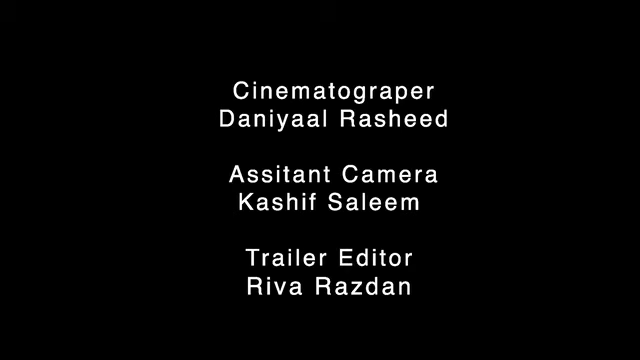 Cinematograper
Daniyaal Rasheed
Assitant Camera
Kashif Saleem
Trailer Editor
Riva Razdan